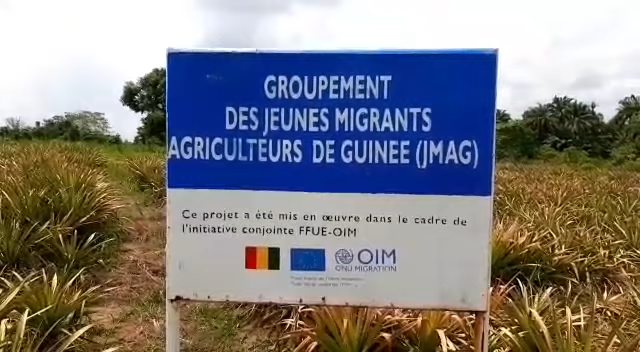 GROUPEMENT
DES JEUNES MIGRANTS
AGRICULTEURS DE GUINEE (JMAG)
Ce projet a été mis en œuvre dans le cadre de
l'initiative conjointe FFUE-OIM
OIM
ONU MIGRATION